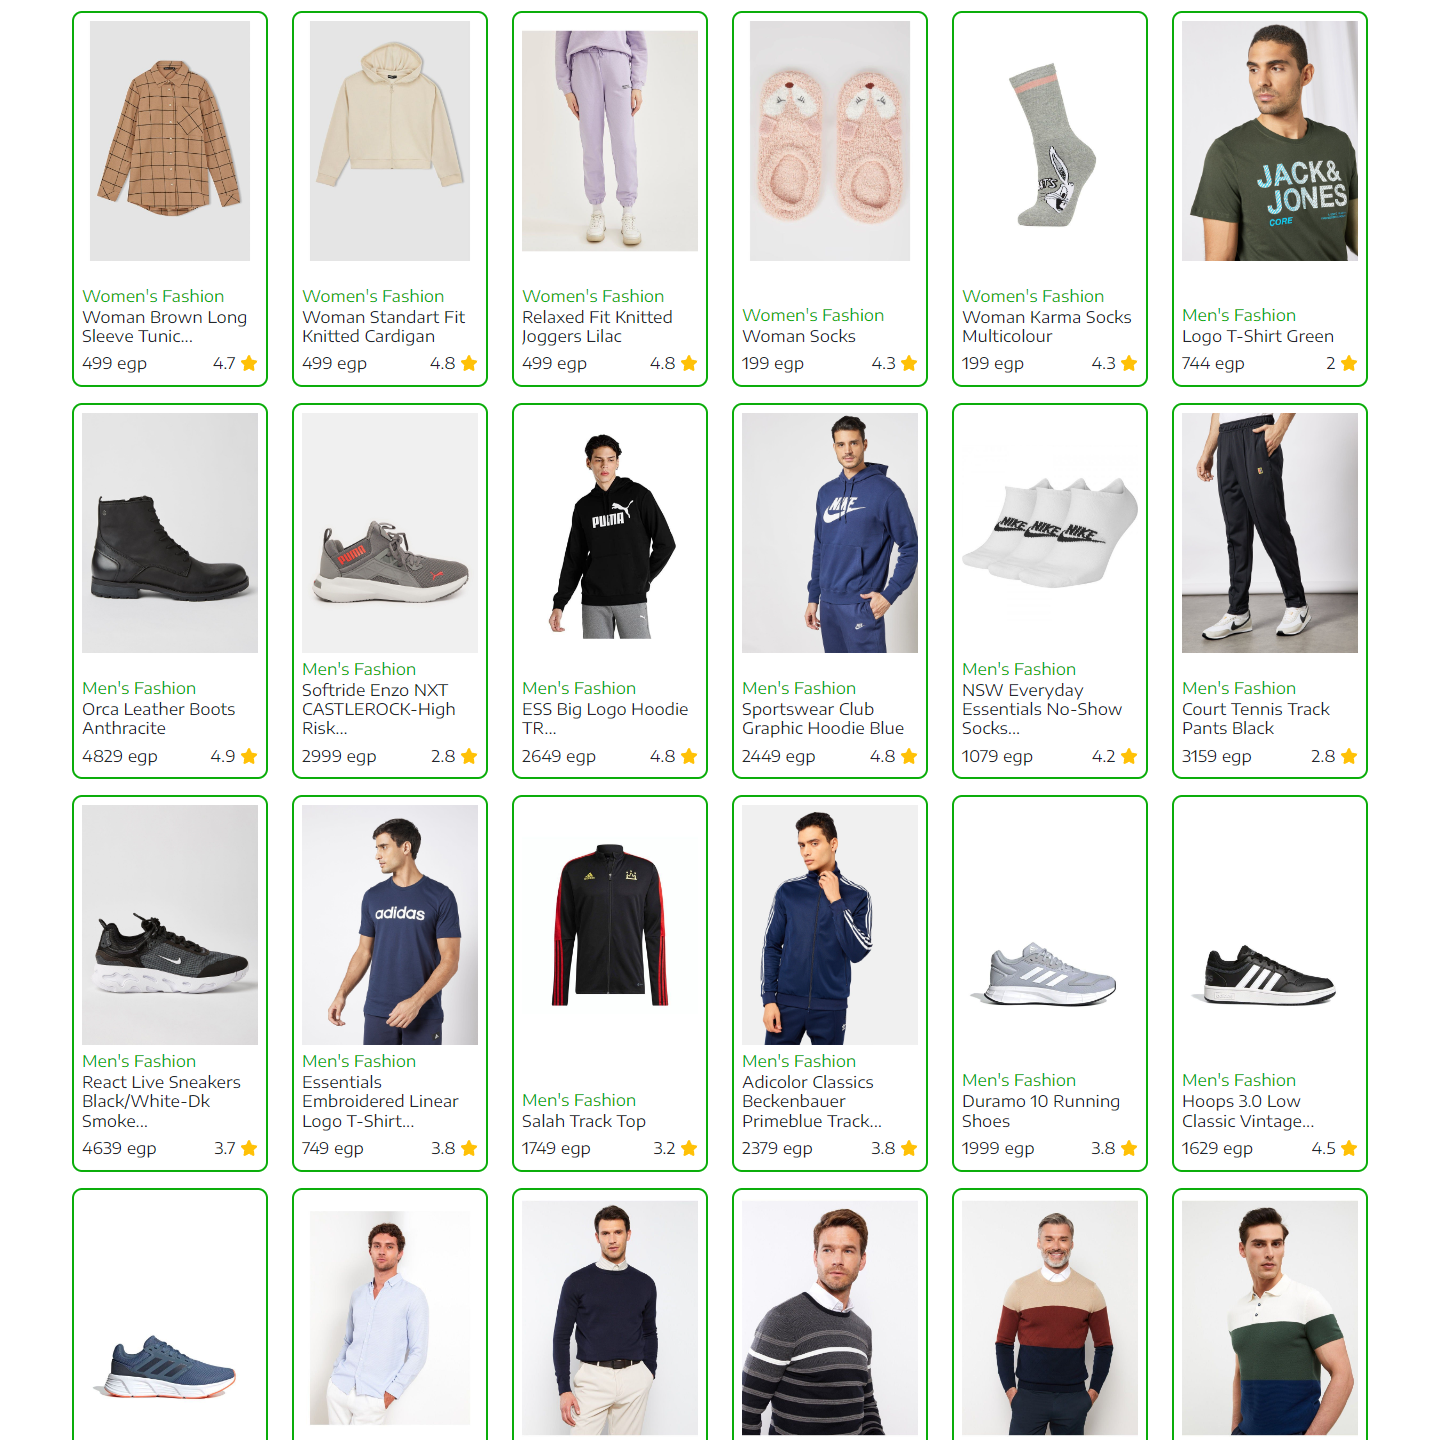 JACK&
JONES
CORE
Women's Fashion
Woman Brown Long
Sleeve Tunic...
499 egp 4.7
Women's Fashion
Woman Standart Fit
Knitted Cardigan
499 egp 4.8
Women's Fashion
Relaxed Fit Knitted
Joggers Lilac
499 egp 4.8
Women's Fashion
Woman Socks
199 egp 4.3
Women's Fashion
Woman Karma Socks
Multicolour
199 egp 4.3
Men's Fashion
Logo T-Shirt Green
744 egp 2
PUMA
PUMA
NIKE
NIKE NIKE NIKE
Men's Fashion
Orca Leather Boots
Anthracite
4829 egp 4.9
Men's Fashion
Softride Enzo NXT
CASTLEROCK-High
Risk...
2999 egp 2.8
Men's Fashion
ESS Big Logo Hoodie
TR...
2649 egp 4.8
Men's Fashion
Sportswear Club
Graphic Hoodie Blue
2449 egp 4.8
Men's Fashion
NSW Everyday
Essentials No-Show
Socks...
1079 egp 4.2
Men's Fashion
Court Tennis Track
Pants Black
3159 egp 2.8
adidas
Men's Fashion
React Live Sneakers
Black/White-Dk
Smoke...
4639 egp 3.7
Men's Fashion
Essentials
Embroidered Linear
Logo T-Shirt...
749 egp 3.8
Men's Fashion
Salah Track Top
1749 egp 3.2
Men's Fashion
Adicolor Classics
Beckenbauer
Primeblue Track...
2379 egp 3.8
Men's Fashion
Duramo 10 Running
Shoes
1999 egp 3.8
Men's Fashion
Hoops 3.0 Low
Classic Vintage...
1629 egp 4.5